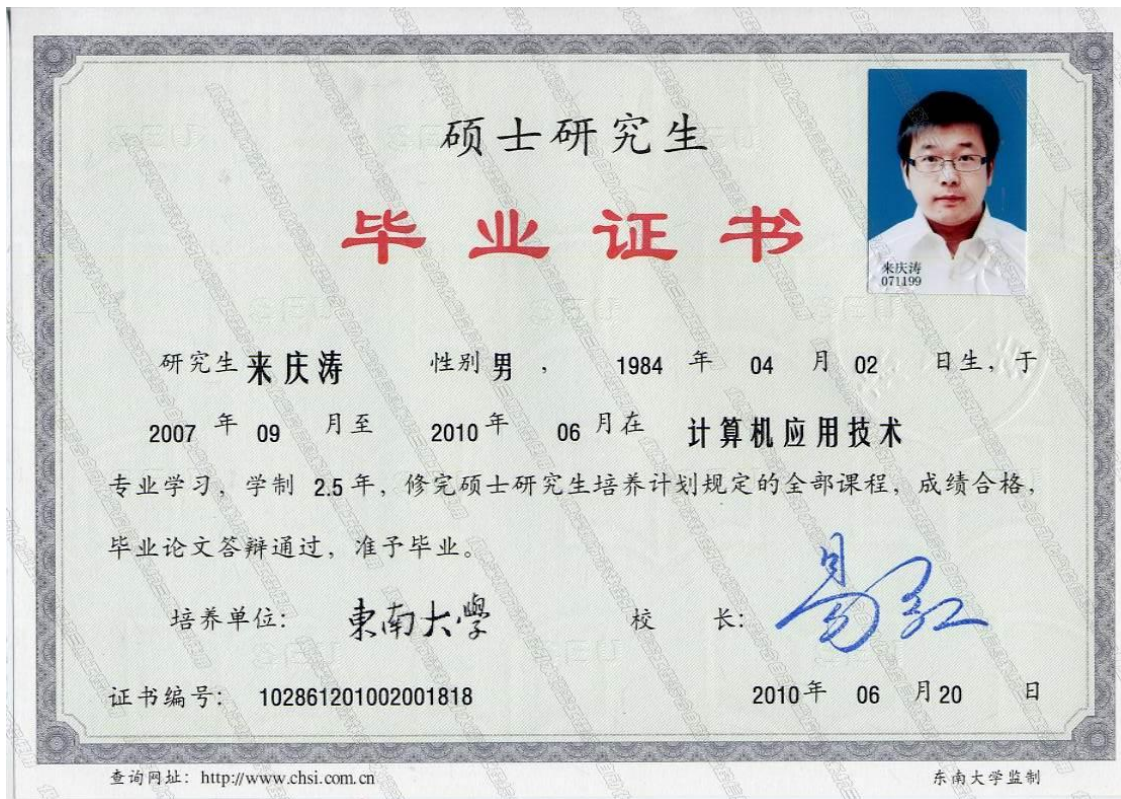 硕士研究生
毕业证书
来庆涛
071199
研究生 来庆涛 性别 男 , 1984 年 04 月 02 日生, 于
2007 年 09 月至 2010 年 06 月在 计算机应用技术
专业学习, 学制 2.5 年, 修完硕士研究生培养计划规定的全部课程, 成绩合格,
毕业论文答辩通过, 准予毕业。
培养单位: 東南大學 校 长: 易红
证书编号: 102861201002001818 2010 年 06 月 20 日
查询网址: http://www.chsi.com.cn 东南大学监制